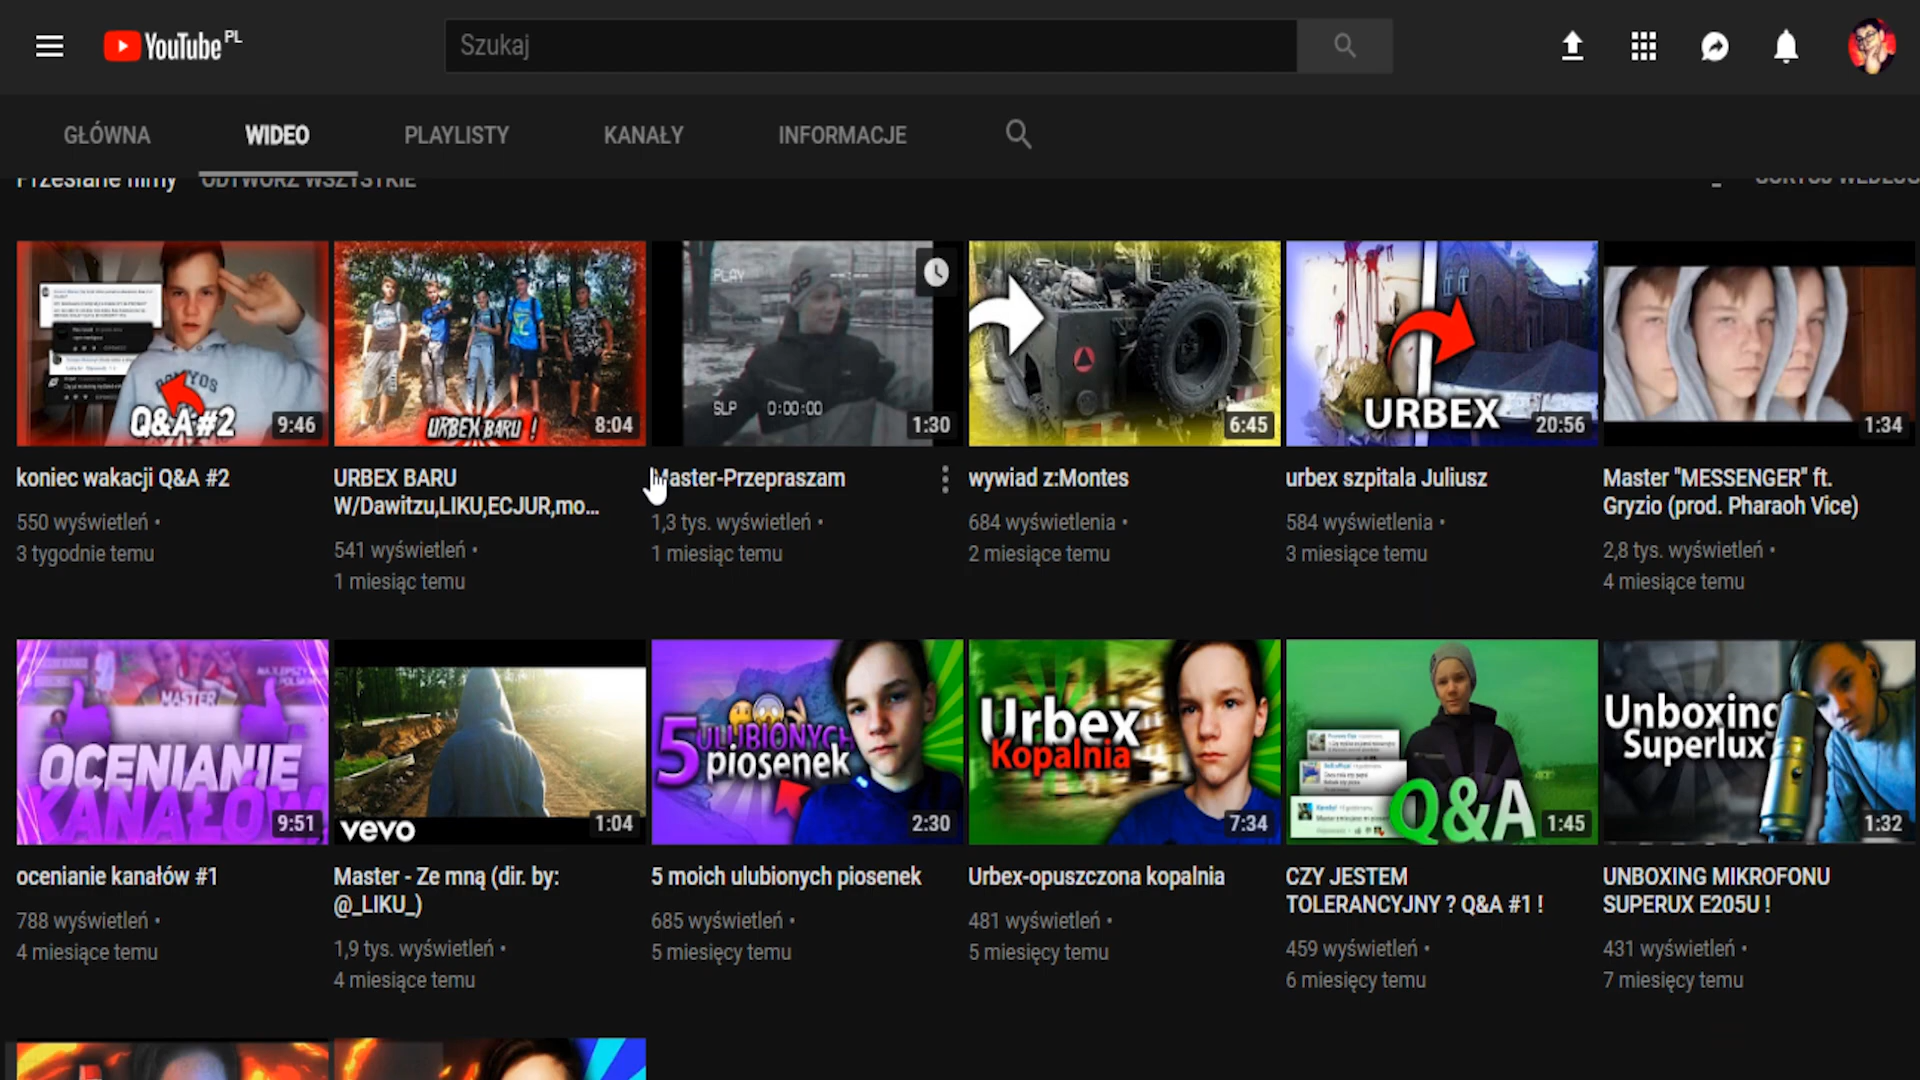 YouTube PL
Szukaj
GŁÓWNA WIDEO PLAYLISTY KANAŁY INFORMACJE
Przesłane filmy ODTWÓRZ WSZYSTKIE SORTUJ WEDŁUG
Q&A #2 9:46
URBEX BARU ! 8:04
PLAY
SLP 0:00:00 1:30
6:45
URBEX 20:56
1:34
koniec wakacji Q&A #2
550 wyświetleń •
3 tygodnie temu
URBEX BARU
W/Dawitzu,LIKU,ECJUR,mo...
541 wyświetleń •
1 miesiąc temu
Master-Przepraszam
1,3 tys. wyświetleń •
1 miesiąc temu
wywiad z:Montes
684 wyświetlenia •
2 miesiące temu
urbex szpitala Juliusz
584 wyświetlenia •
3 miesiące temu
Master "MESSENGER" ft.
Gryzio (prod. Pharaoh Vice)
2,8 tys. wyświetleń •
4 miesiące temu
MASTER
OCENIANIE
KANAŁÓW 9:51
vevo 1:04
5 ULUBIONYCH
piosenek 2:30
Urbex
Kopalnia
7:34
Q&A 1:45
Unboxing
Superlux
1:32
ocenianie kanałów #1
788 wyświetleń •
4 miesiące temu
Master - Ze mną (dir. by:
@_LIKU_)
1,9 tys. wyświetleń •
4 miesiące temu
5 moich ulubionych piosenek
685 wyświetleń •
5 miesięcy temu
Urbex-opuszczona kopalnia
481 wyświetleń •
5 miesięcy temu
CZY JESTEM
TOLERANCYJNY ? Q&A #1 !
459 wyświetleń •
6 miesięcy temu
UNBOXING MIKROFONU
SUPERUX E205U !
431 wyświetleń •
7 miesięcy temu